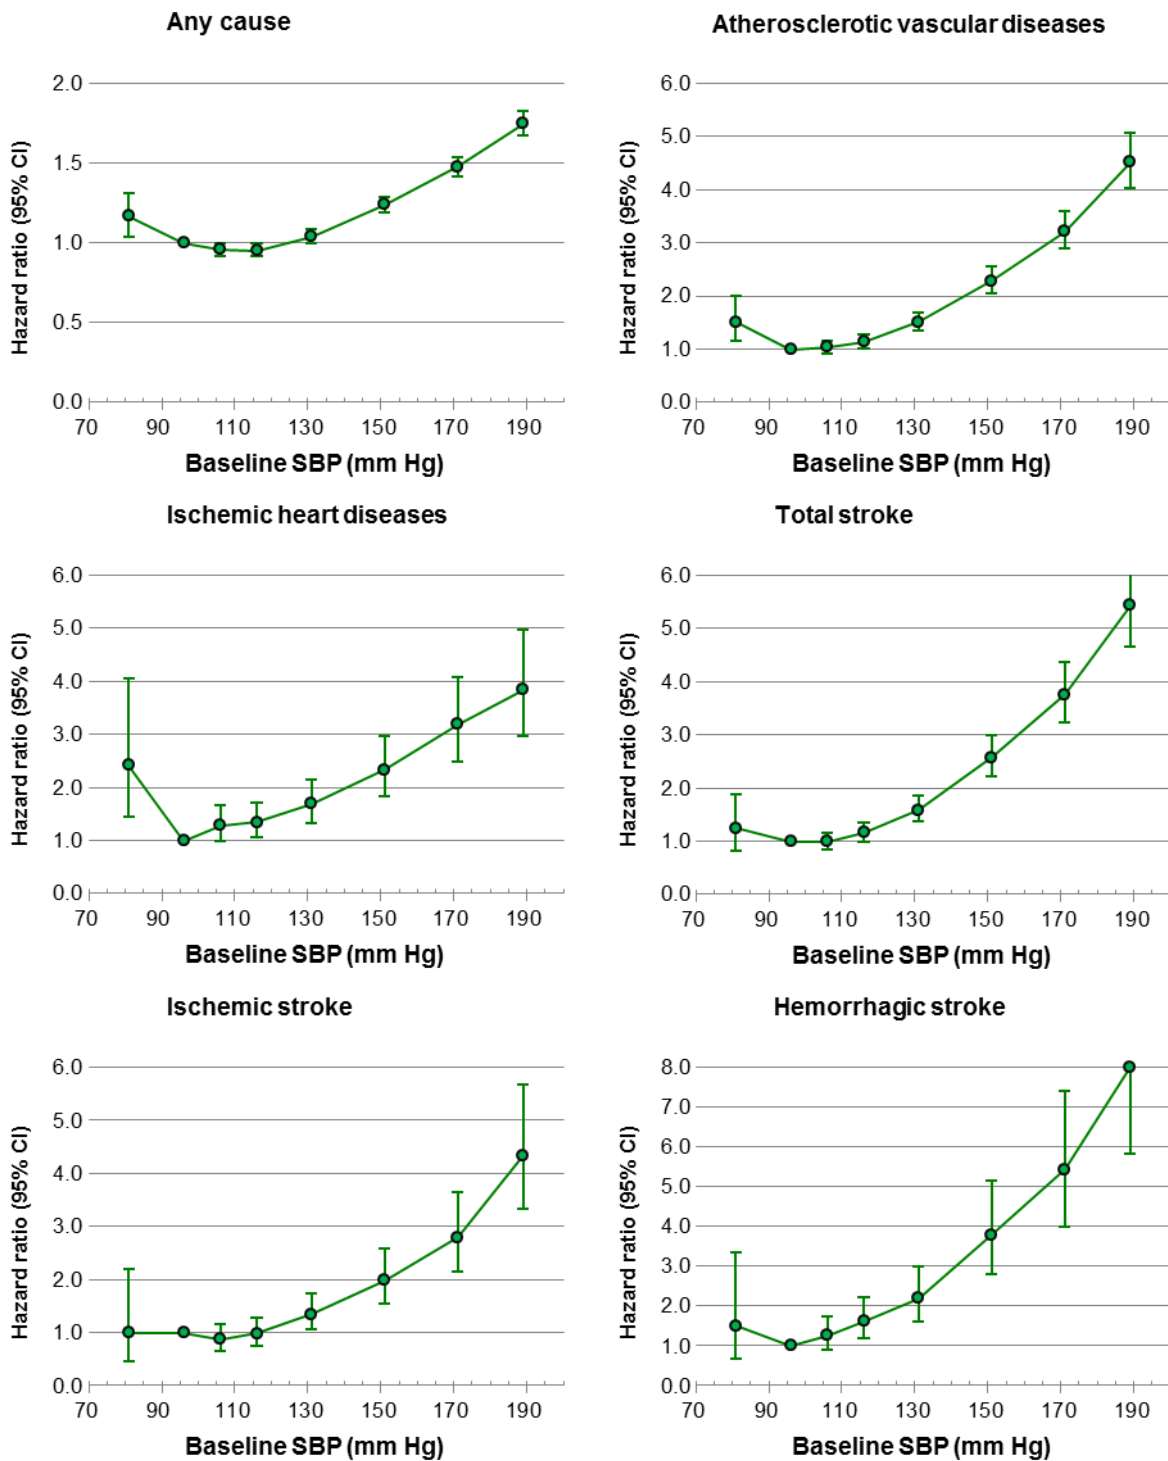 Any cause
Hazard ratio (95% CI)
2.0
1.5
1.0
0.5
0.0
70 90 110 130 150 170 190
Baseline SBP (mm Hg)
Atherosclerotic vascular diseases
Hazard ratio (95% CI)
6.0
5.0
4.0
3.0
2.0
1.0
0.0
70 90 110 130 150 170 190
Baseline SBP (mm Hg)
Ischemic heart diseases
Hazard ratio (95% CI)
6.0
5.0
4.0
3.0
2.0
1.0
0.0
70 90 110 130 150 170 190
Baseline SBP (mm Hg)
Total stroke
Hazard ratio (95% CI)
6.0
5.0
4.0
3.0
2.0
1.0
0.0
70 90 110 130 150 170 190
Baseline SBP (mm Hg)
Ischemic stroke
Hazard ratio (95% CI)
6.0
5.0
4.0
3.0
2.0
1.0
0.0
70 90 110 130 150 170 190
Baseline SBP (mm Hg)
Hemorrhagic stroke
Hazard ratio (95% CI)
8.0
7.0
6.0
5.0
4.0
3.0
2.0
1.0
0.0
70 90 110 130 150 170 190
Baseline SBP (mm Hg)